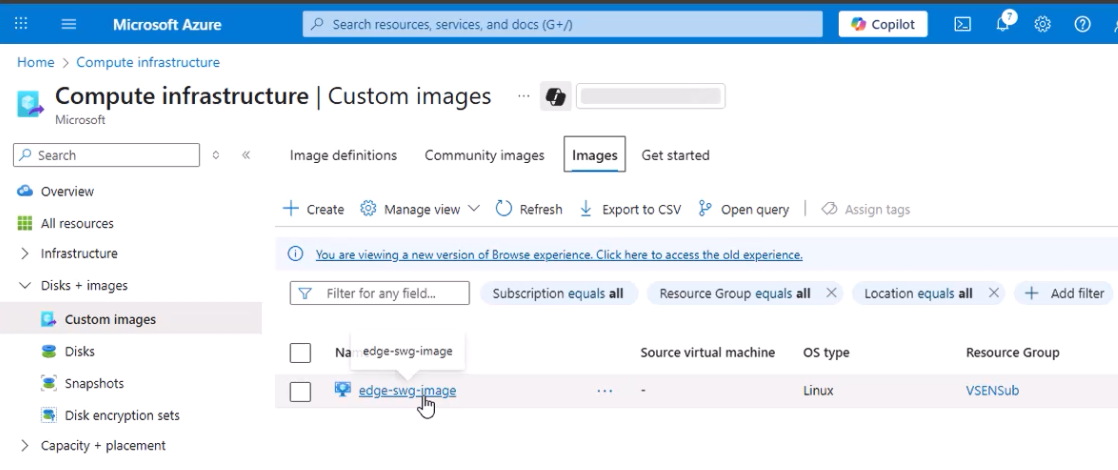 Microsoft Azure Search resources, services, and docs (G+/) Copilot 7
Home > Compute infrastructure
Compute infrastructure | Custom images ...
Microsoft
Search Image definitions Community images Images Get started
Overview
Create Manage view Refresh Export to CSV Open query Assign tags
All resources
Infrastructure You are viewing a new version of Browse experience. Click here to access the old experience.
Disks + images Filter for any field... Subscription equals all Resource Group equals all Location equals all Add filter
Custom images
Disks Na edge-swg-image Source virtual machine OS type Resource Group
Snapshots edge-swg-image ... - Linux VSENSub
Disk encryption sets
Capacity + placement